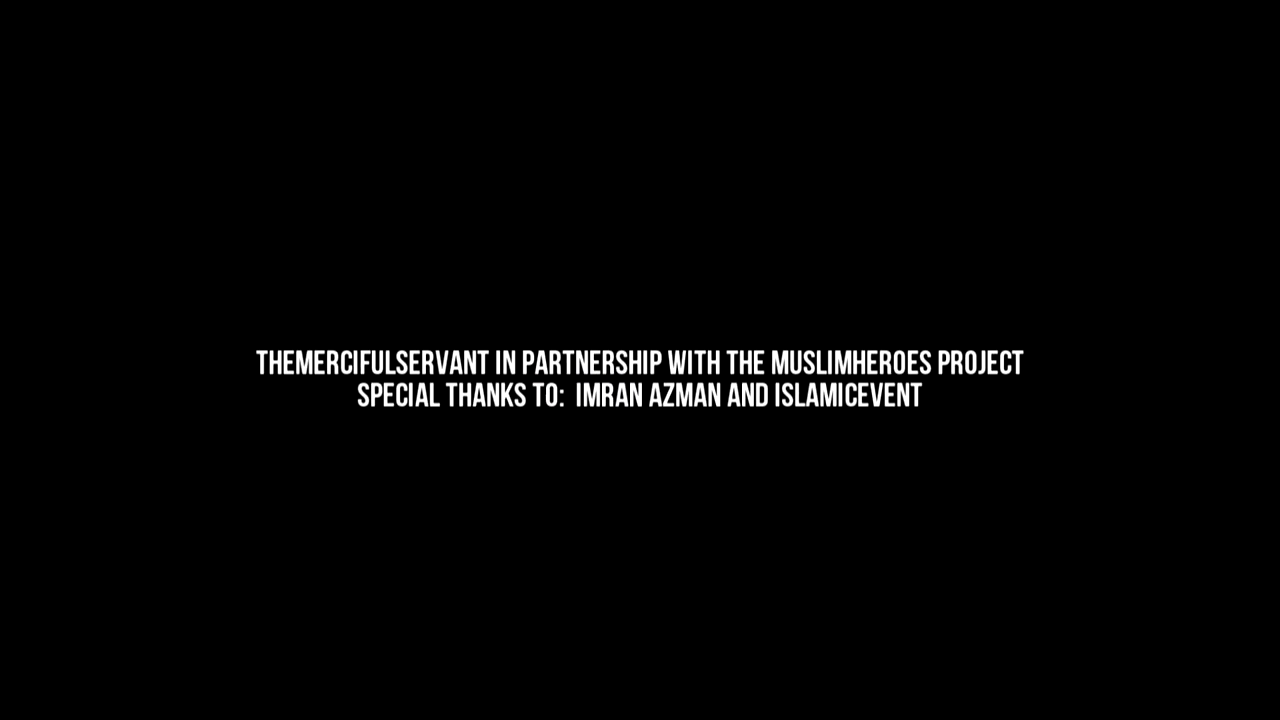 THEMERCIFULSERVANT IN PARTNERSHIP WITH THE MUSLIMHEROES PROJECT
SPECIAL THANKS TO:  IMRAN AZMAN AND ISLAMICEVENT